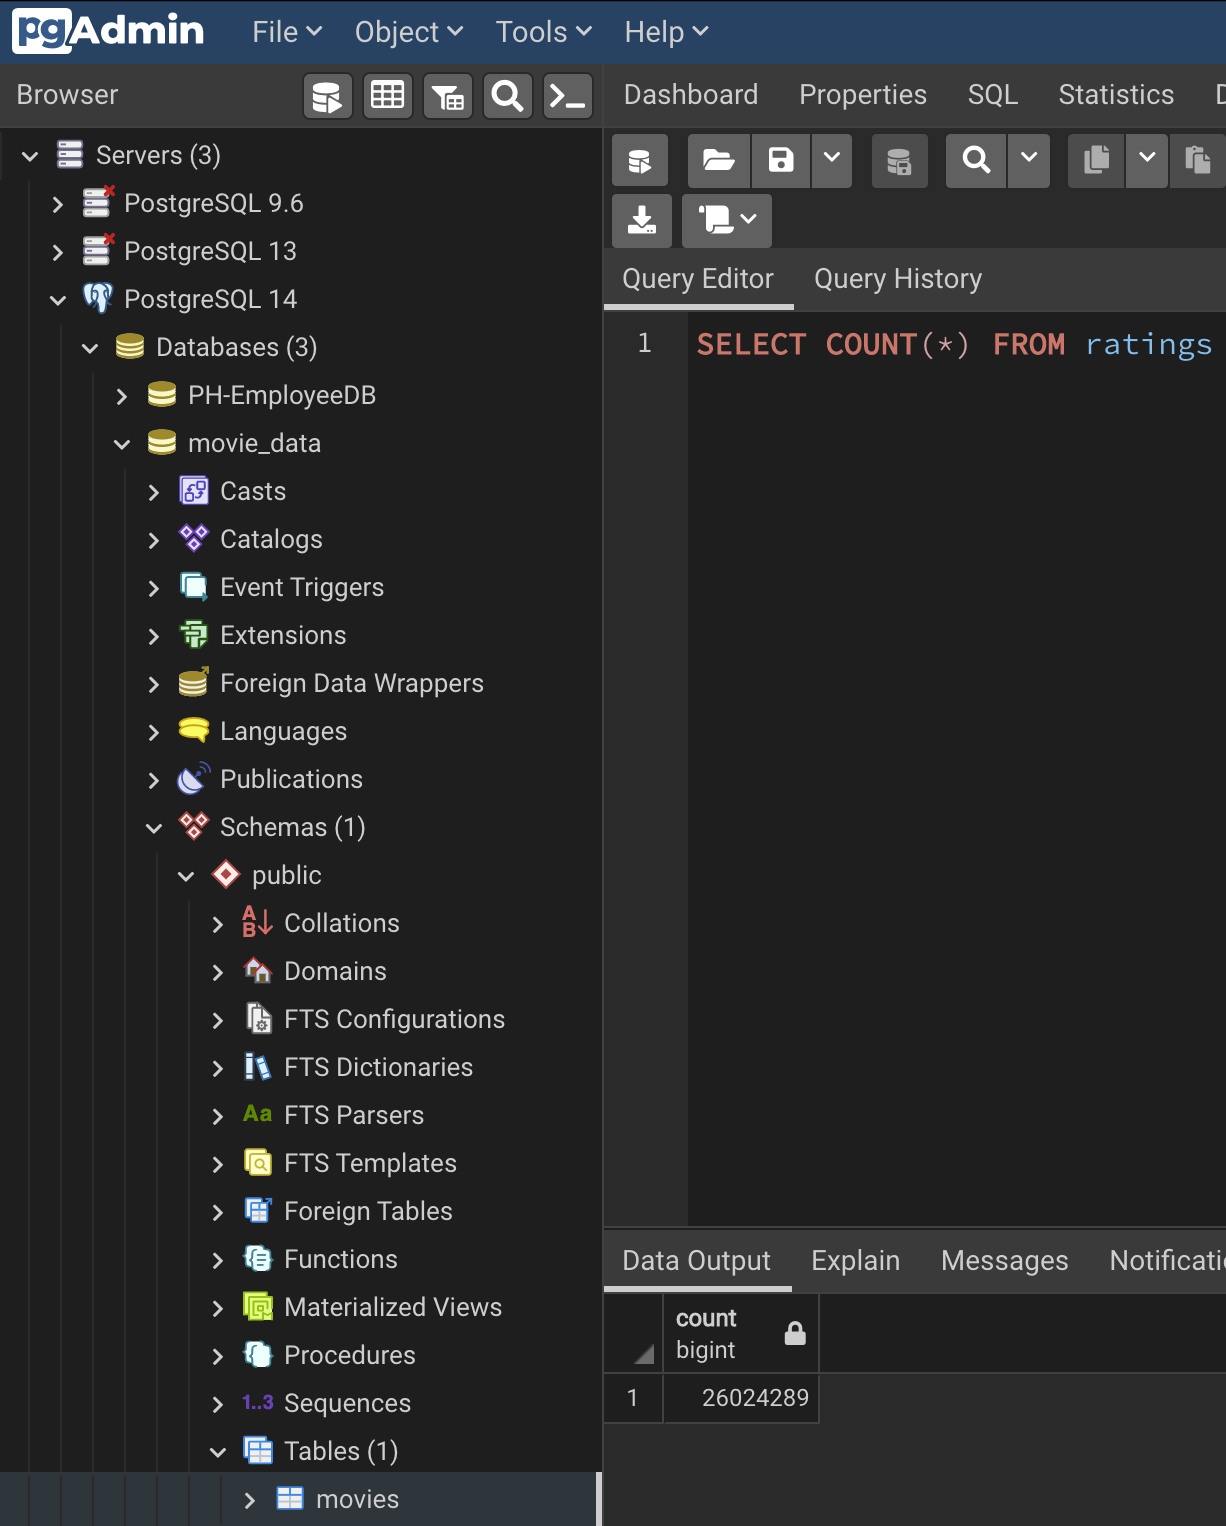 pgAdmin File Object Tools Help
Browser
Dashboard Properties SQL Statistics
Servers (3)
PostgreSQL 9.6
PostgreSQL 13
PostgreSQL 14
Databases (3)
PH-EmployeeDB
movie_data
Casts
Catalogs
Event Triggers
Extensions
Foreign Data Wrappers
Languages
Publications
Schemas (1)
public
Collations
Domains
FTS Configurations
FTS Dictionaries
Aa FTS Parsers
FTS Templates
Foreign Tables
Functions
Materialized Views
Procedures
1..3 Sequences
Tables (1)
movies
Query Editor Query History
1 SELECT COUNT(*) FROM ratings
Data Output Explain Messages Notificati
count
bigint
1 26024289